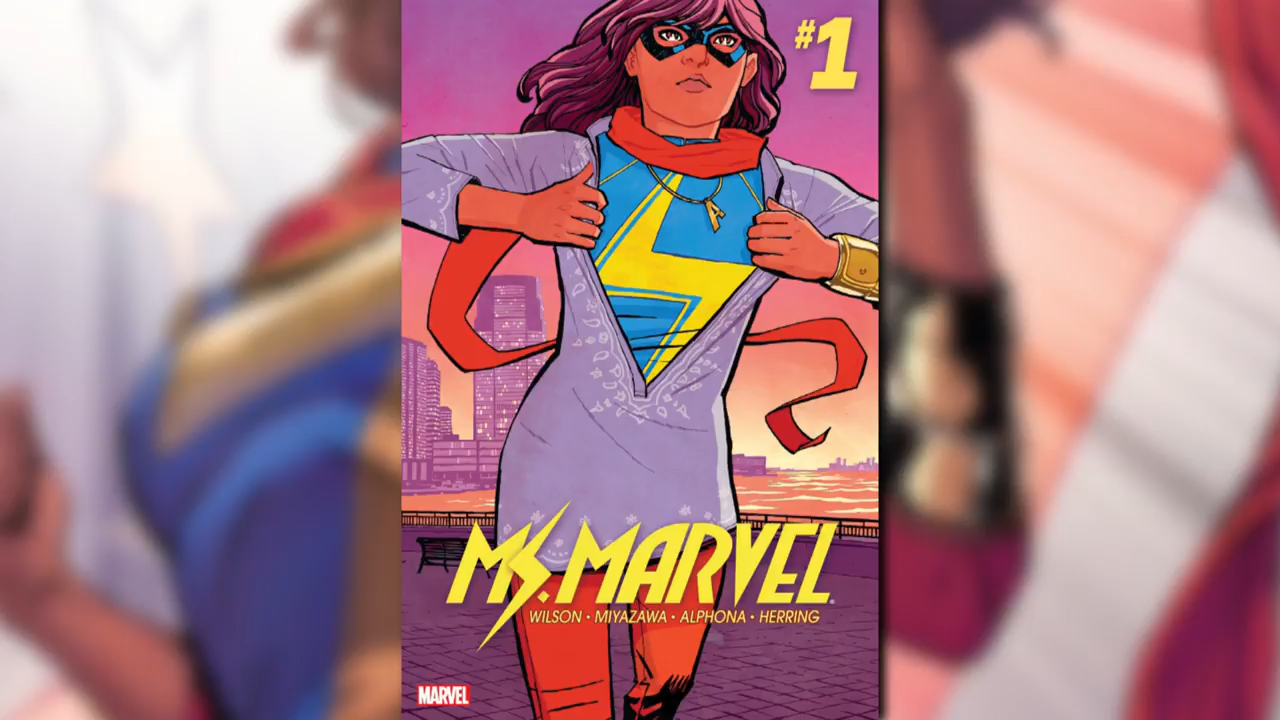 #1
MS. MARVEL
WILSON • MIYAZAWA • ALPHONA • HERRING
MARVEL